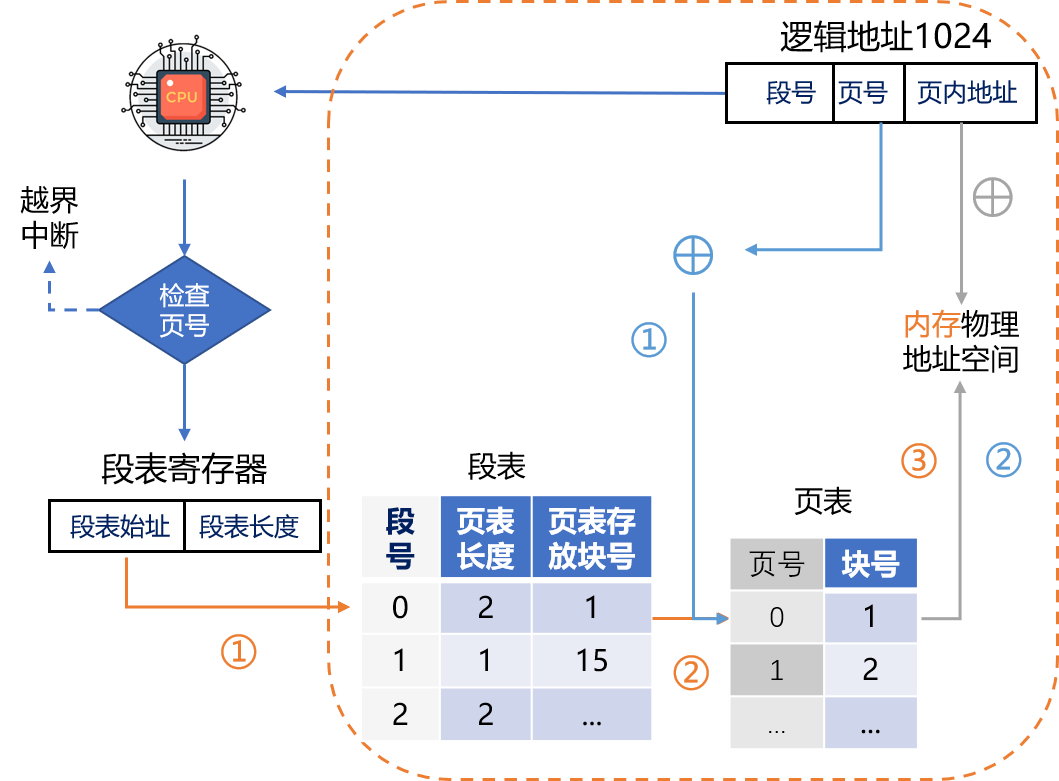 逻辑地址1024
段号 页号 页内地址
CPU
越界
中断
检查
页号
①
内存物理
地址空间
③ ②
段表寄存器
段表始址 段表长度
①
段表
段号 页表长度 页表存放块号
0 2 1
1 1 15
2 2 ...
②
页表
页号 块号
0 1
1 2
... ...